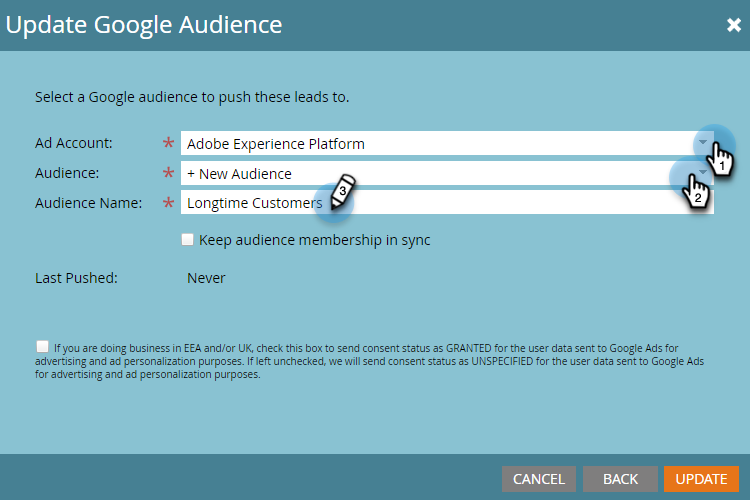 Update Google Audience
Select a Google audience to push these leads to.
Ad Account: * Adobe Experience Platform
1
Audience: * + New Audience
2
Audience Name: * Longtime Customers
3
Keep audience membership in sync
Last Pushed: Never
If you are doing business in EEA and/or UK, check this box to send consent status as GRANTED for the user data sent to Google Ads for
advertising and ad personalization purposes. If left unchecked, we will send consent status as UNSPECIFIED for the user data sent to Google Ads
for advertising and ad personalization purposes.
CANCEL BACK UPDATE